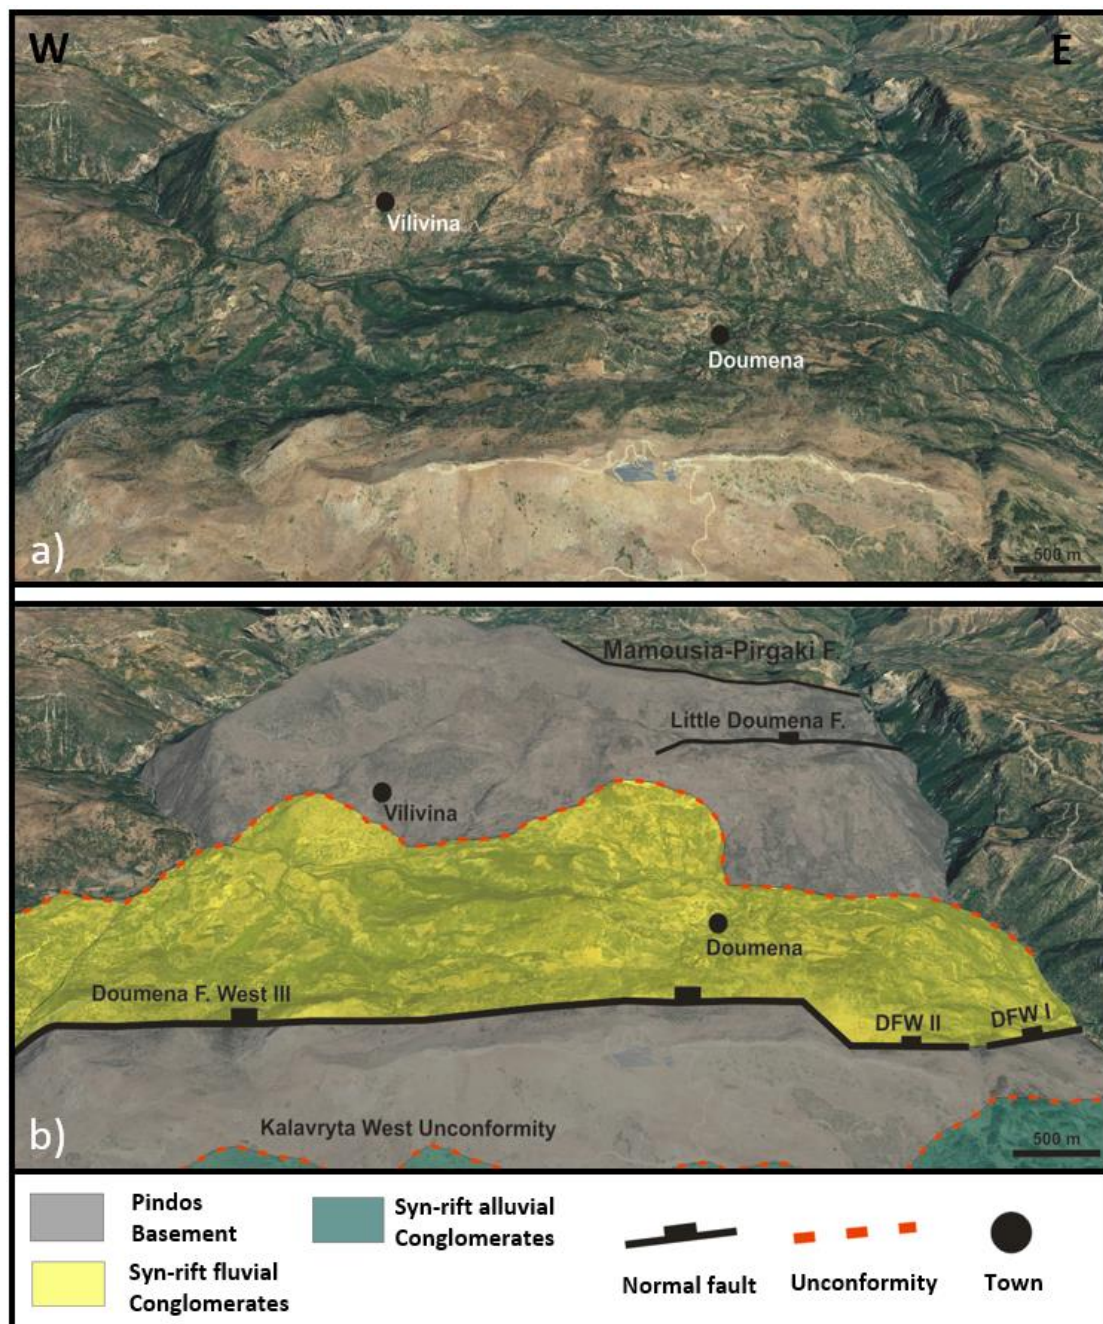 W
E
Vilivina
Doumena
a)
500 m
Mamousia-Pirgaki F.
Little Doumena F.
Vilivina
Doumena
Doumena F. West III
DFW II
DFW I
Kalavryta West Unconformity
b)
500 m
Pindos
Basement
Syn-rift alluvial
Conglomerates
Syn-rift fluvial
Conglomerates
Normal fault
Unconformity
Town